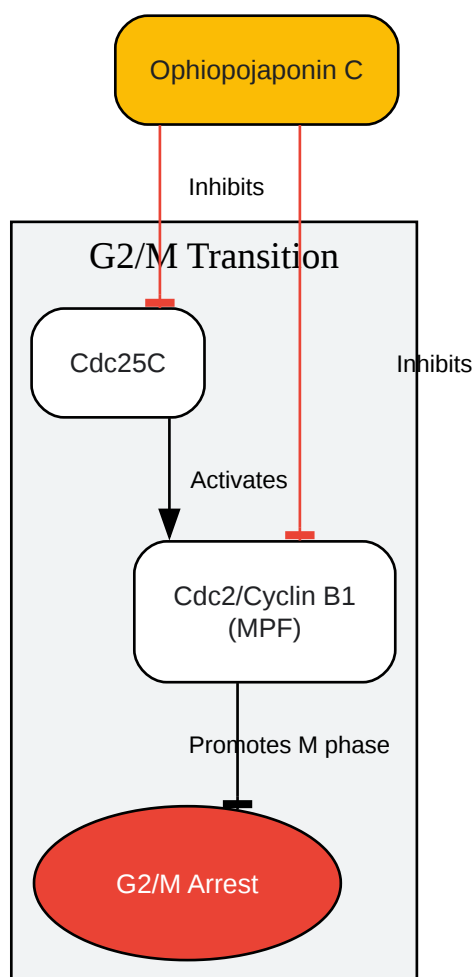 Ophiopojaponin C
Inhibits
G2/M Transition
Cdc25C
Inhibits
Activates
Cdc2/Cyclin B1
(MPF)
Promotes M phase
G2/M Arrest